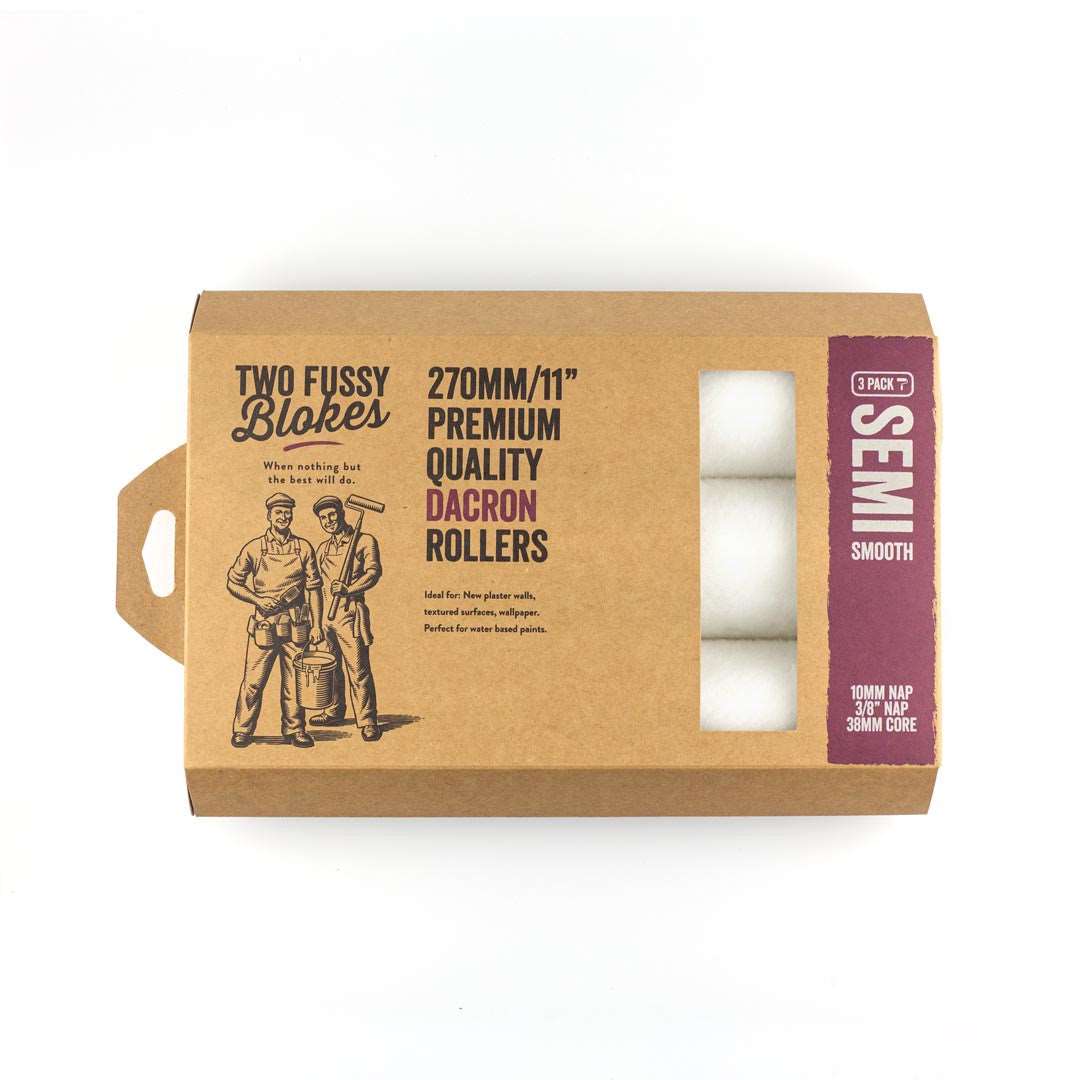 TWO FUSSY
Blokes
When nothing but
the best will do.
270MM/11”
PREMIUM
QUALITY
DACRON
ROLLERS
Ideal for: New plaster walls,
textured surfaces, wallpaper.
Perfect for water based paints.
3 PACK
SEMI
SMOOTH
10MM NAP
3/8” NAP
38MM CORE